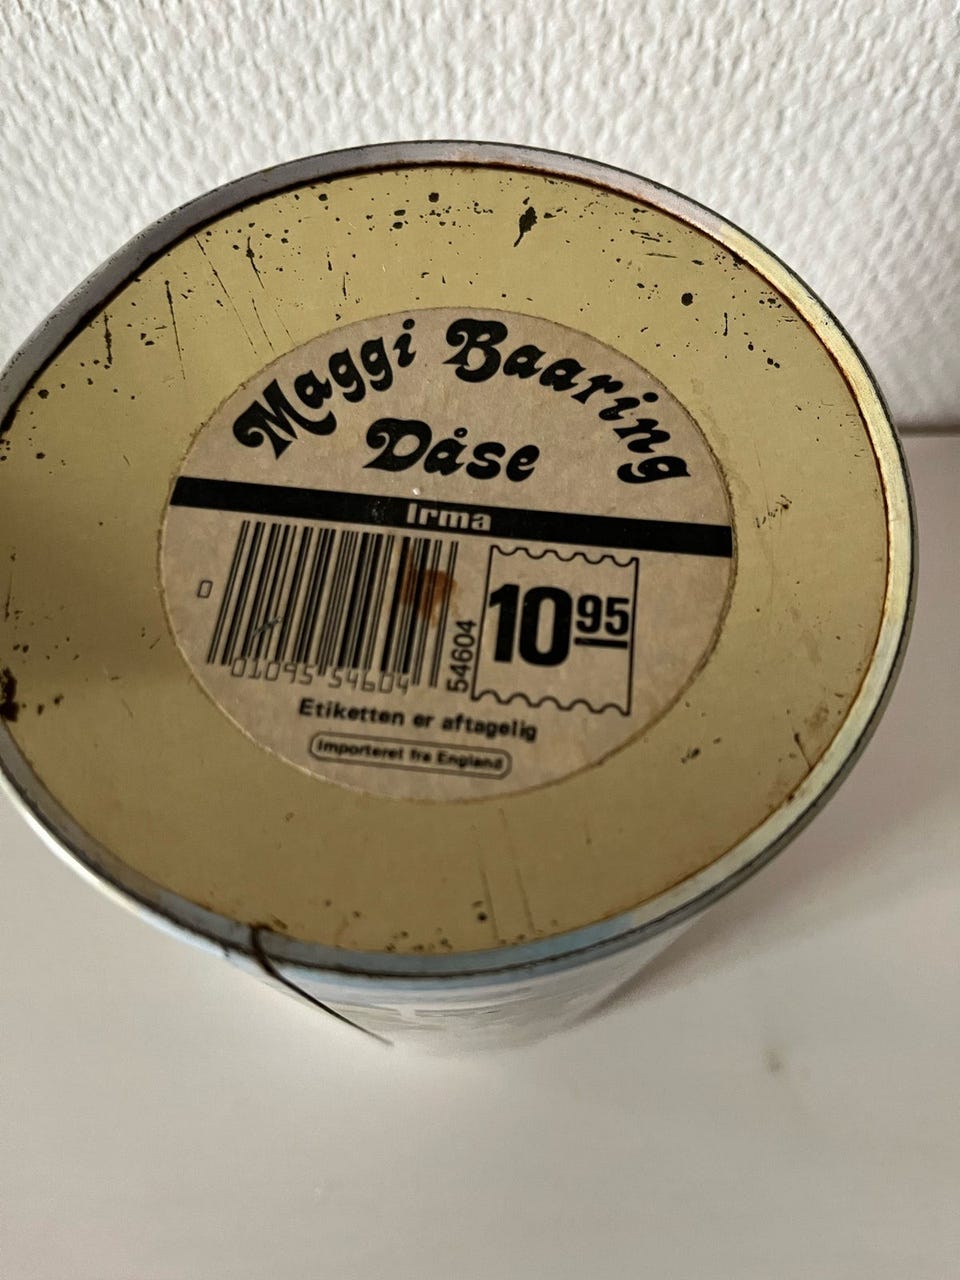 Maggi Baaring
Dåse
Irma
0
01095 54604
54604
10 95
Etiketten er aftagelig
Importeret fra England